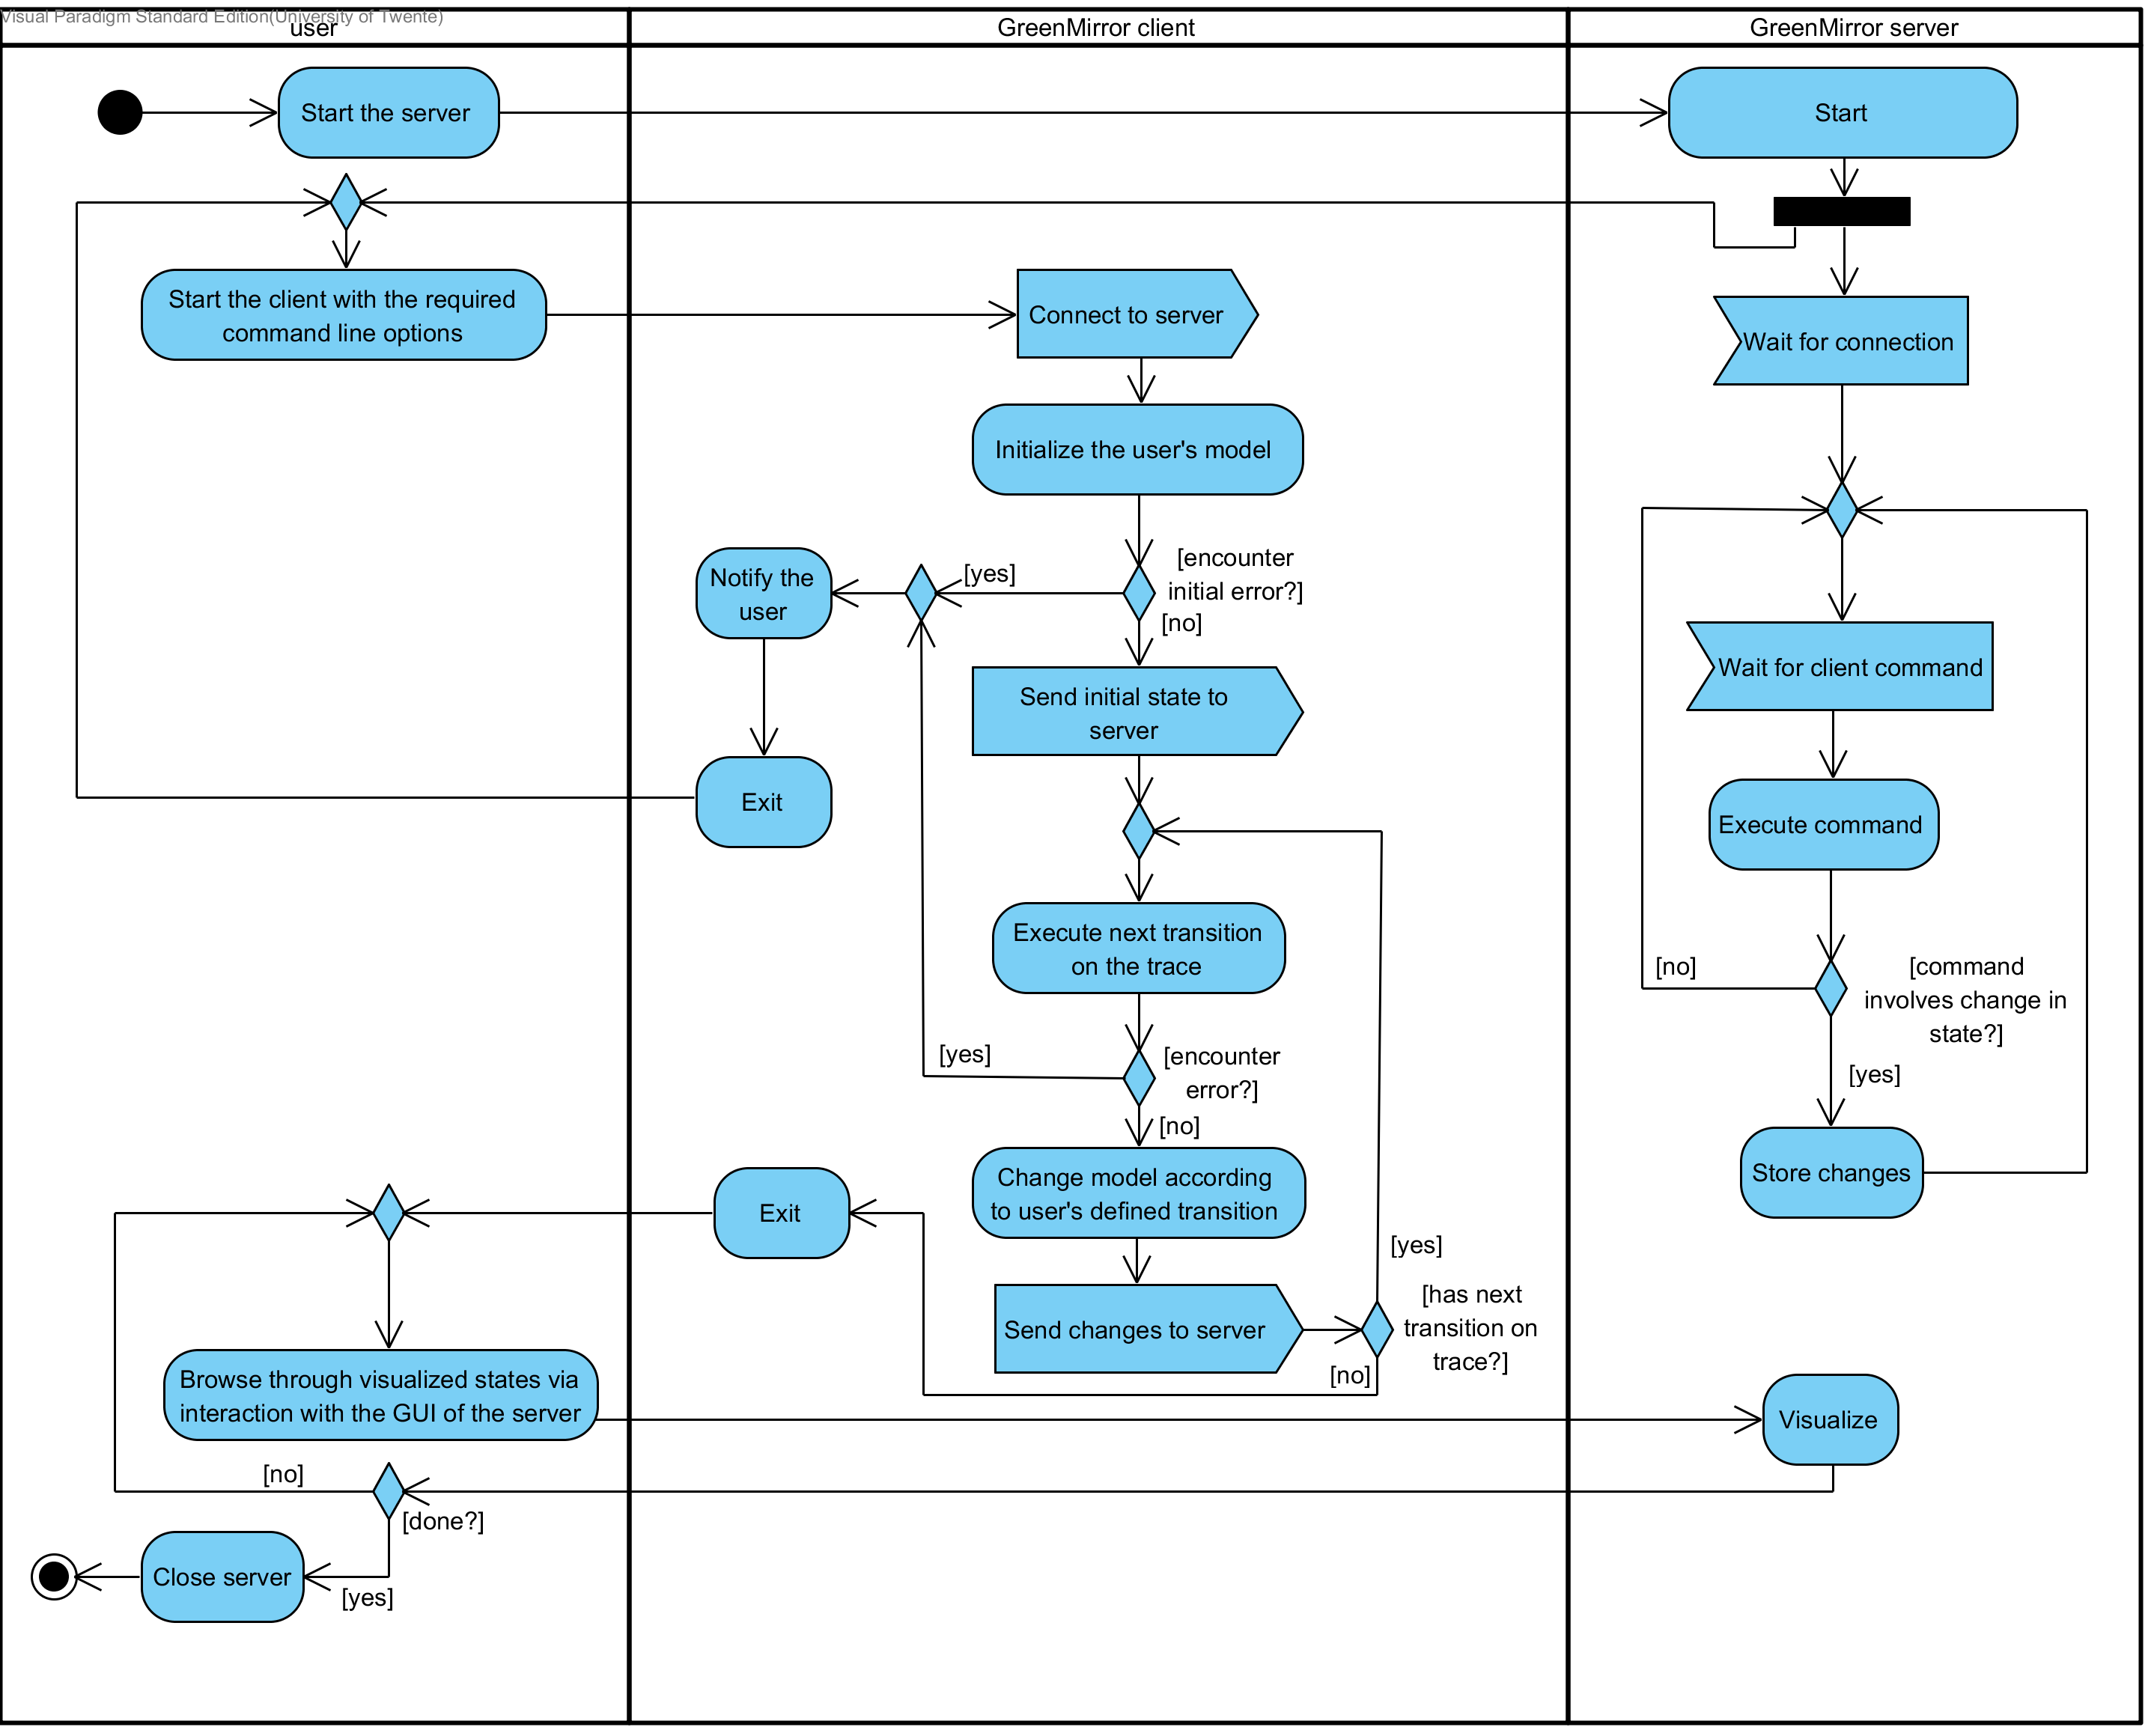 Visual Paradigm Standard Edition(University of Twente)
user
GreenMirror client
GreenMirror server
Start the server
Start
Start the client with the required
command line options
Connect to server
Wait for connection
Initialize the user's model
[encounter
initial error?]
[yes]
[no]
Notify the
user
Send initial state to
server
Wait for client command
Exit
Execute command
Execute next transition
on the trace
[no]
[command
involves change in
state?]
[yes]
[encounter
error?]
[yes]
[no]
Change model according
to user's defined transition
Store changes
Exit
[yes]
Send changes to server
[has next
transition on
trace?]
[no]
Browse through visualized states via
interaction with the GUI of the server
Visualize
[no]
[done?]
Close server
[yes]